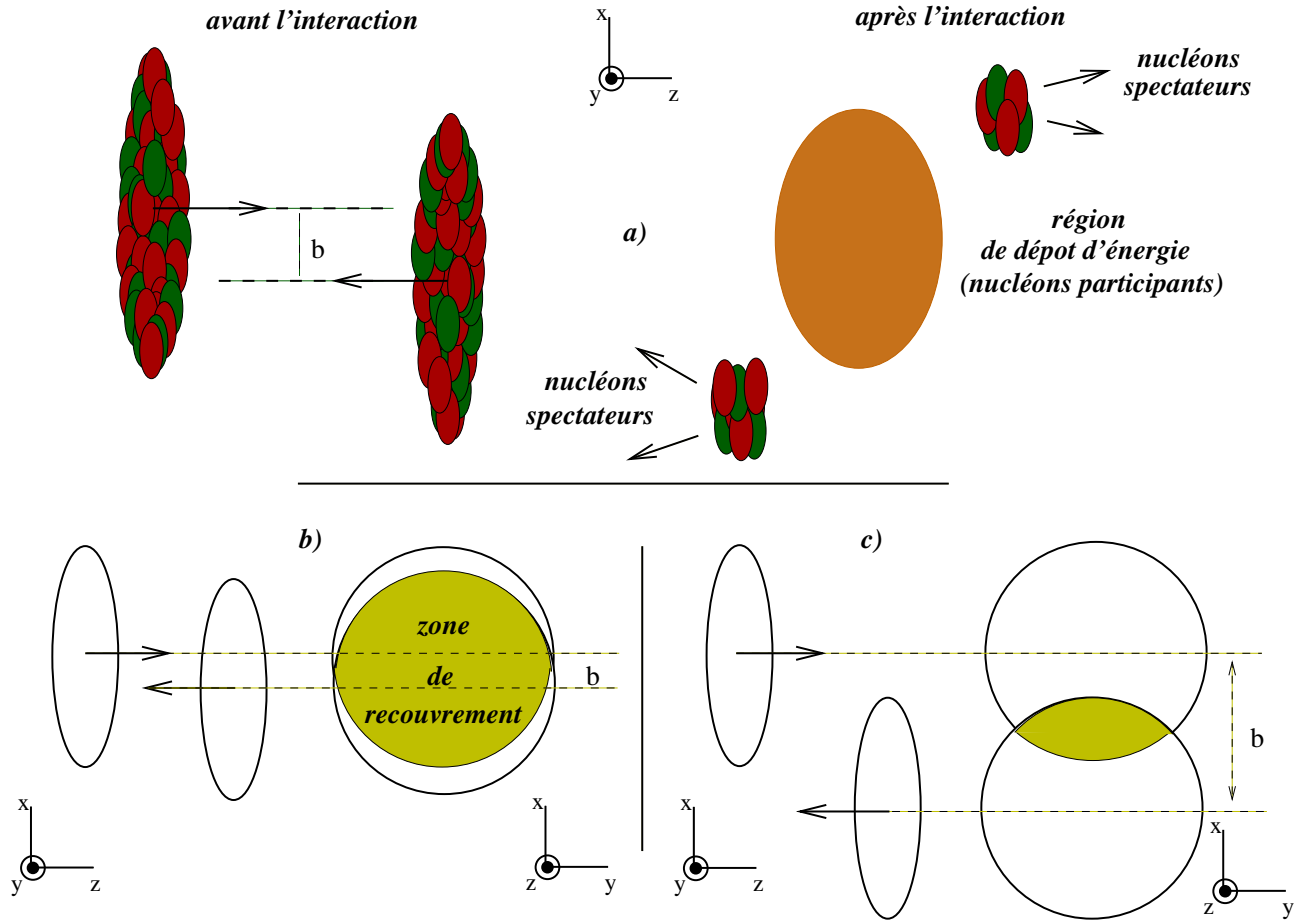 avant l'interaction
après l'interaction
x
y
z
nucléons
spectateurs
b
a)
région
de dépot d'énergie
(nucléons participants)
nucléons
spectateurs
b)
c)
zone
de
recouvrement
b
b
x
y
z
x
z
y
x
y
z
x
z
y